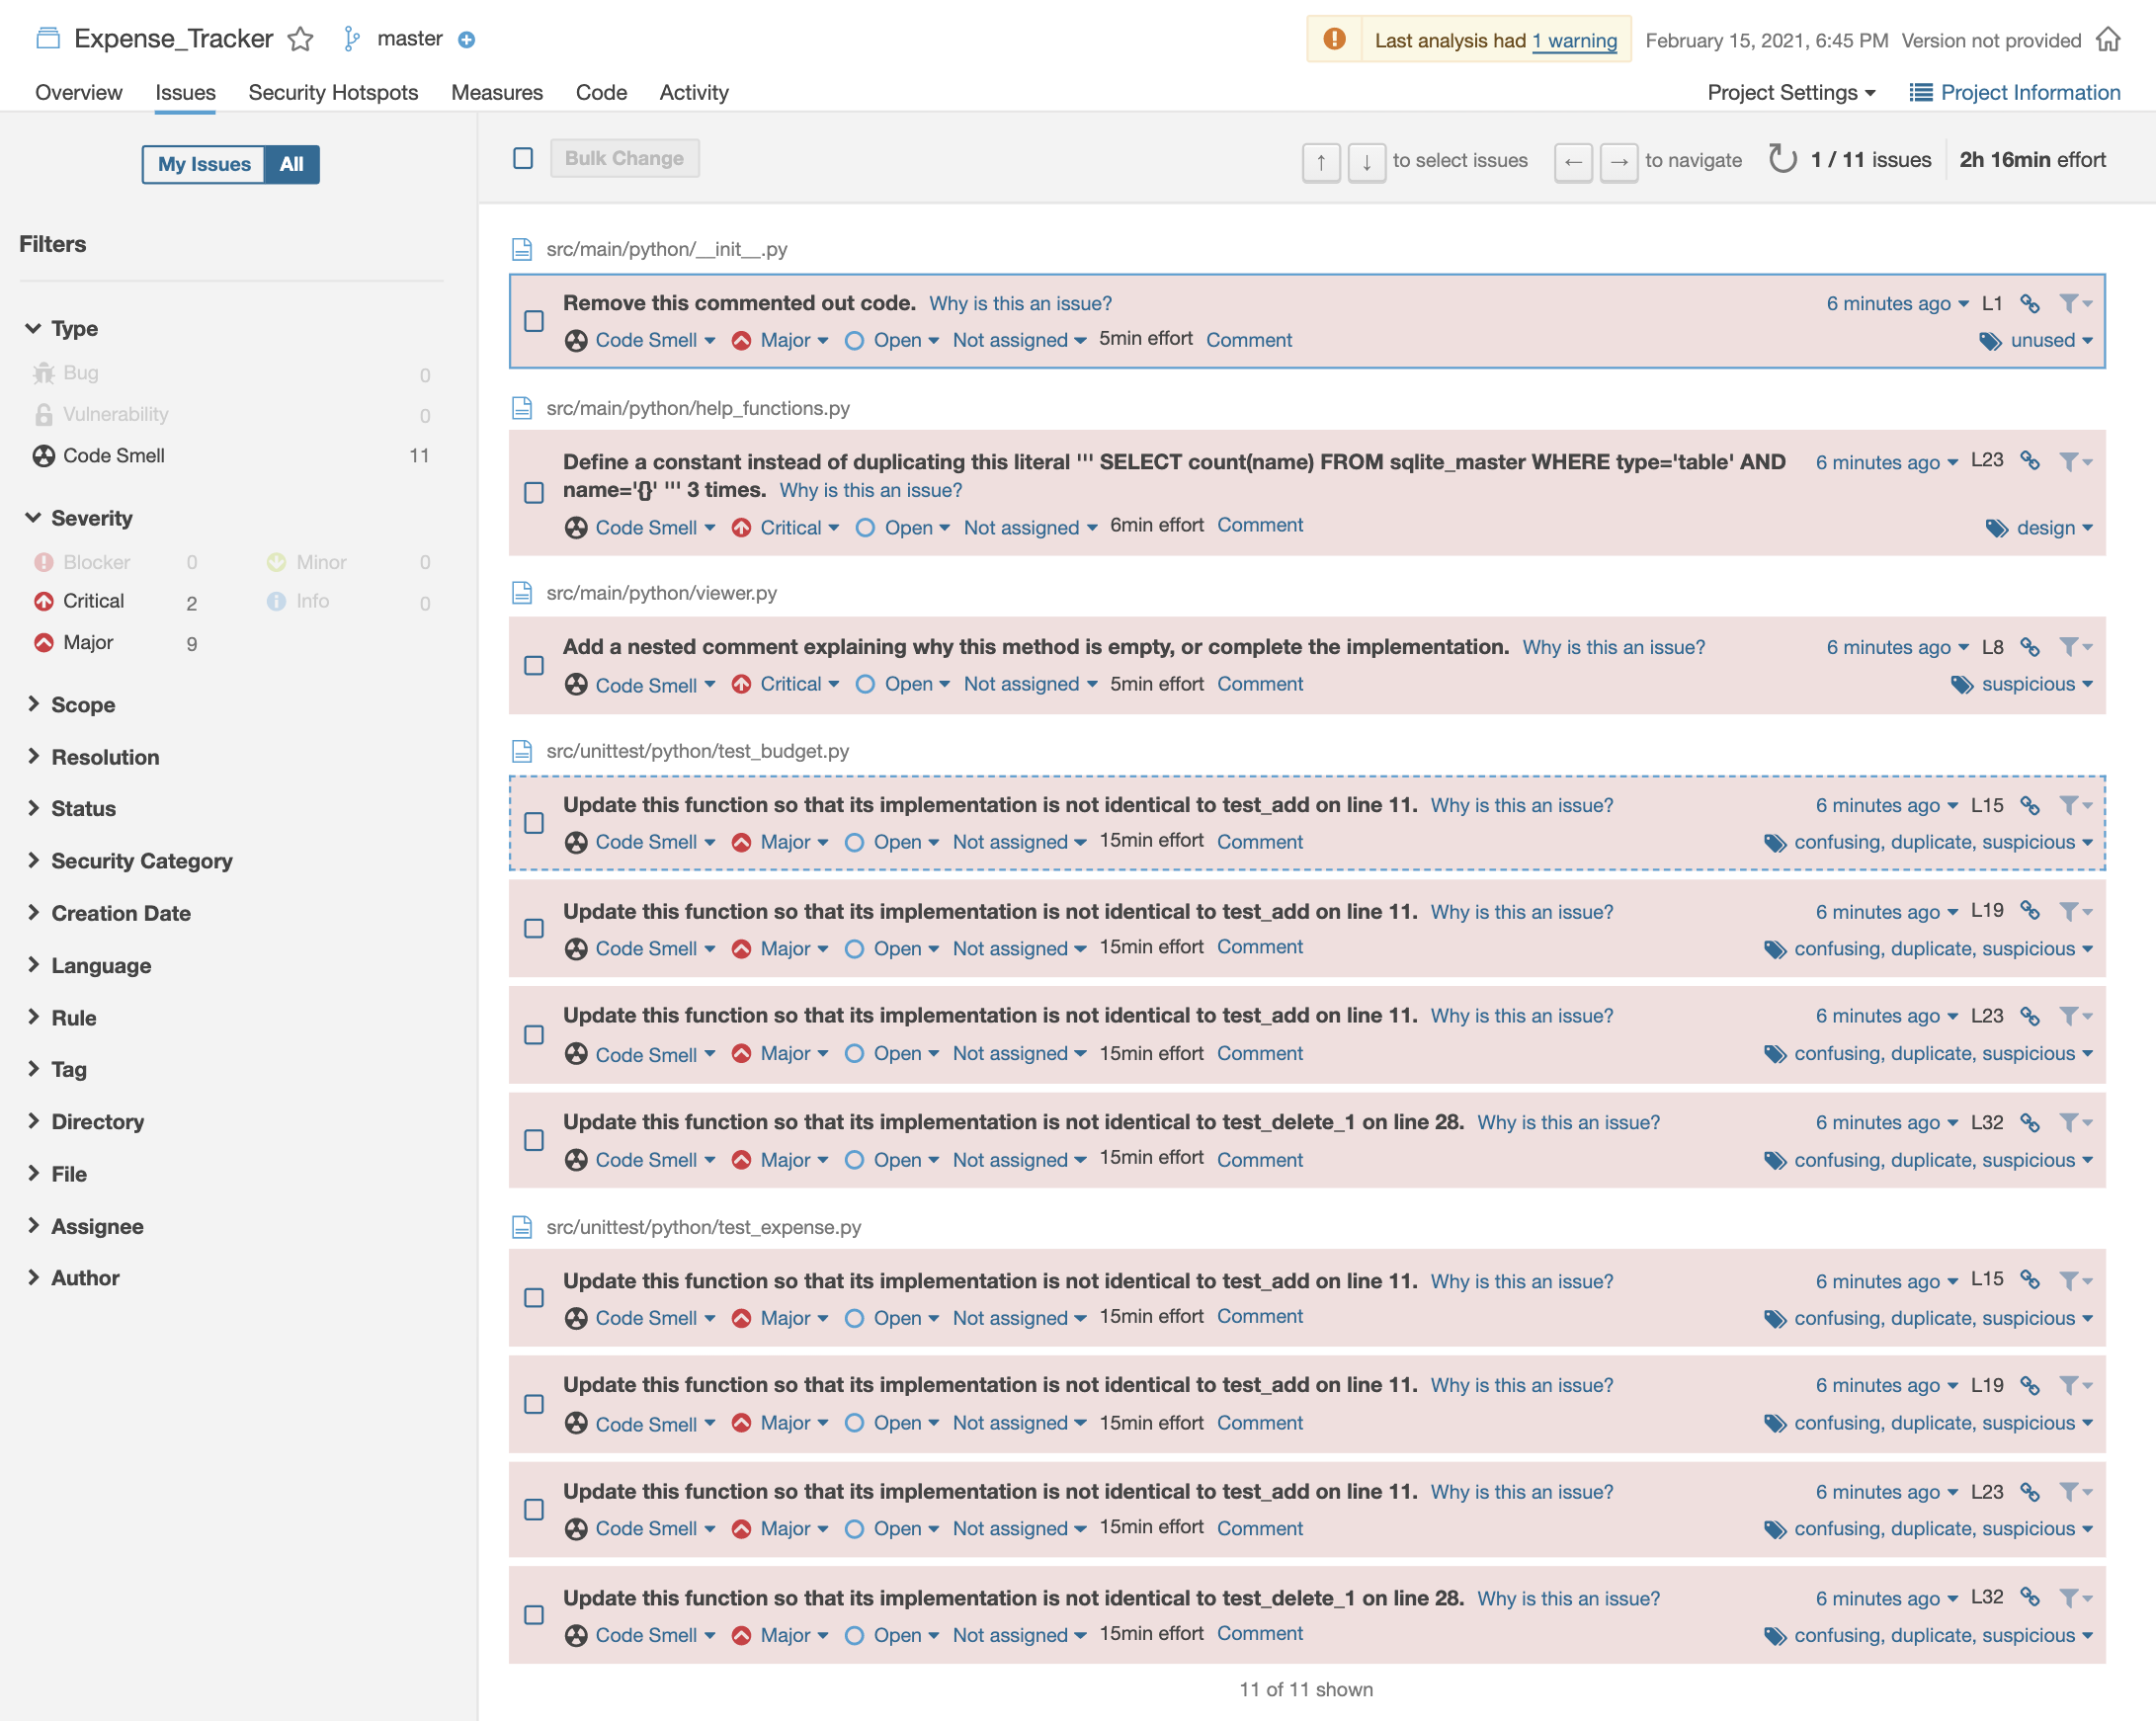 Expense_Tracker master
Last analysis had 1 warning February 15, 2021, 6:45 PM Version not provided
Overview Issues Security Hotspots Measures Code Activity
Project Settings Project Information
My Issues All
Bulk Change
↑ ↓ to select issues ← → to navigate 1 / 11 issues 2h 16min effort
Filters
Type
Bug 0
Vulnerability 0
Code Smell 11
Severity
Blocker 0 Minor 0
Critical 2 Info 0
Major 9
Scope
Resolution
Status
Security Category
Creation Date
Language
Rule
Tag
Directory
File
Assignee
Author
src/main/python/__init__.py
Remove this commented out code. Why is this an issue? 6 minutes ago L1
Code Smell Major Open Not assigned 5min effort Comment unused
src/main/python/help_functions.py
Define a constant instead of duplicating this literal ''' SELECT count(name) FROM sqlite_master WHERE type='table' AND 6 minutes ago L23
name='{}' ''' 3 times. Why is this an issue?
Code Smell Critical Open Not assigned 6min effort Comment design
src/main/python/viewer.py
Add a nested comment explaining why this method is empty, or complete the implementation. Why is this an issue? 6 minutes ago L8
Code Smell Critical Open Not assigned 5min effort Comment suspicious
src/unittest/python/test_budget.py
Update this function so that its implementation is not identical to test_add on line 11. Why is this an issue? 6 minutes ago L15
Code Smell Major Open Not assigned 15min effort Comment confusing, duplicate, suspicious
Update this function so that its implementation is not identical to test_add on line 11. Why is this an issue? 6 minutes ago L19
Code Smell Major Open Not assigned 15min effort Comment confusing, duplicate, suspicious
Update this function so that its implementation is not identical to test_add on line 11. Why is this an issue? 6 minutes ago L23
Code Smell Major Open Not assigned 15min effort Comment confusing, duplicate, suspicious
Update this function so that its implementation is not identical to test_delete_1 on line 28. Why is this an issue? 6 minutes ago L32
Code Smell Major Open Not assigned 15min effort Comment confusing, duplicate, suspicious
src/unittest/python/test_expense.py
Update this function so that its implementation is not identical to test_add on line 11. Why is this an issue? 6 minutes ago L15
Code Smell Major Open Not assigned 15min effort Comment confusing, duplicate, suspicious
Update this function so that its implementation is not identical to test_add on line 11. Why is this an issue? 6 minutes ago L19
Code Smell Major Open Not assigned 15min effort Comment confusing, duplicate, suspicious
Update this function so that its implementation is not identical to test_add on line 11. Why is this an issue? 6 minutes ago L23
Code Smell Major Open Not assigned 15min effort Comment confusing, duplicate, suspicious
Update this function so that its implementation is not identical to test_delete_1 on line 28. Why is this an issue? 6 minutes ago L32
Code Smell Major Open Not assigned 15min effort Comment confusing, duplicate, suspicious
11 of 11 shown